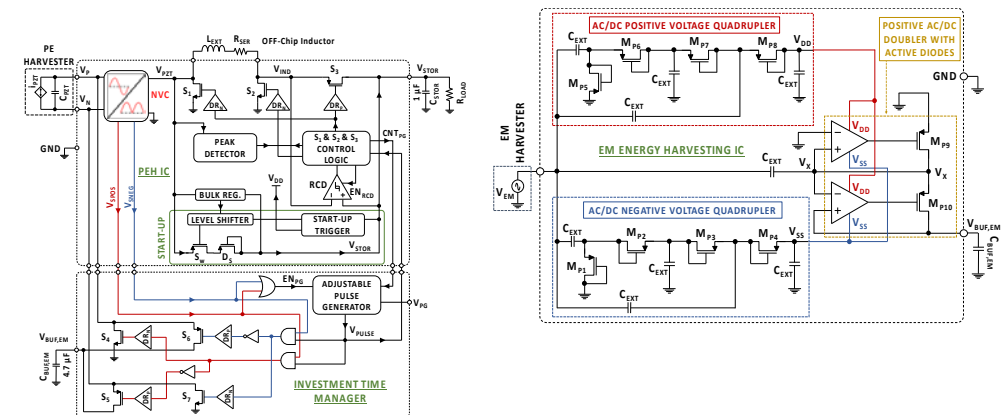 L_EXT
R_SER
OFF-Chip Inductor
PE
HARVESTER
V_P
V_N
i_PZT
C_PZT
NVC
V_PZT
S_1
DR_N
V_IND
S_2
DR_N
S_3
V_STOR
1 µF
C_STOR
R_LOAD
GND
PEH IC
PEAK
DETECTOR
S_1 & S_2 & S_3
CONTROL
LOGIC
CNT_PG
RCD
EN_RCD
V_DD
BULK REG.
LEVEL SHIFTER
START-UP
TRIGGER
START-UP
S_W
D_S
V_STOR
V_SPOS
V_SNEG
EN_PG
ADJUSTABLE
PULSE
GENERATOR
V_PG
V_PULSE
V_BUF,EM
C_BUF,EM
4.7 µF
S_4
S_6
S_5
S_7
INVESTMENT TIME
MANAGER
AC/DC POSITIVE VOLTAGE QUADRUPLER
C_EXT
M_P5
M_P6
C_EXT
M_P7
M_P8
C_EXT
V_DD
C_EXT
POSITIVE AC/DC
DOUBLER WITH
ACTIVE DIODES
GND
EM
HARVESTER
V_EM
EM ENERGY HARVESTING IC
C_EXT
V_X
V_DD
V_SS
M_P9
V_X
V_DD
V_SS
M_P10
V_BUF,EM
C_BUF,EM
AC/DC NEGATIVE VOLTAGE QUADRUPLER
C_EXT
M_P1
M_P2
C_EXT
M_P3
M_P4
C_EXT
V_SS
C_EXT